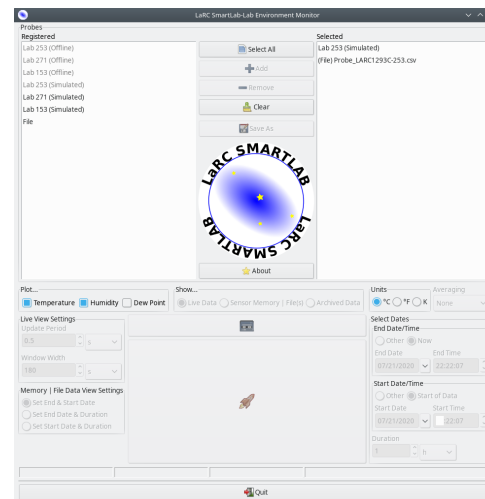 LaRC SmartLab-Lab Environment Monitor
Probes
Registered
Selected
Lab 253 (Offline)
Lab 271 (Offline)
Lab 153 (Offline)
Lab 253 (Simulated)
Lab 271 (Simulated)
Lab 153 (Simulated)
File
Select All
Add
Remove
Clear
Save As
LaRC SMARTLAB
LaRC SMARTLAB
About
Lab 253 (Simulated)
(File) Probe_LARC1293C-253.csv
Plot...
Temperature Humidity Dew Point
Show...
Live Data Sensor Memory | File(s) Archived Data
Units
°C °F K
Averaging
None
Live View Settings
Update Period
0.5 s
Window Width
180 s
Memory | File Data View Settings
Set End & Start Date
Set End Date & Duration
Set Start Date & Duration
Select Dates
End Date/Time
Other Now
End Date End Time
07/21/2020 22:22:07
Start Date/Time
Other Start of Data
Start Date Start Time
07/21/2020 22:07
Duration
1 h
Quit